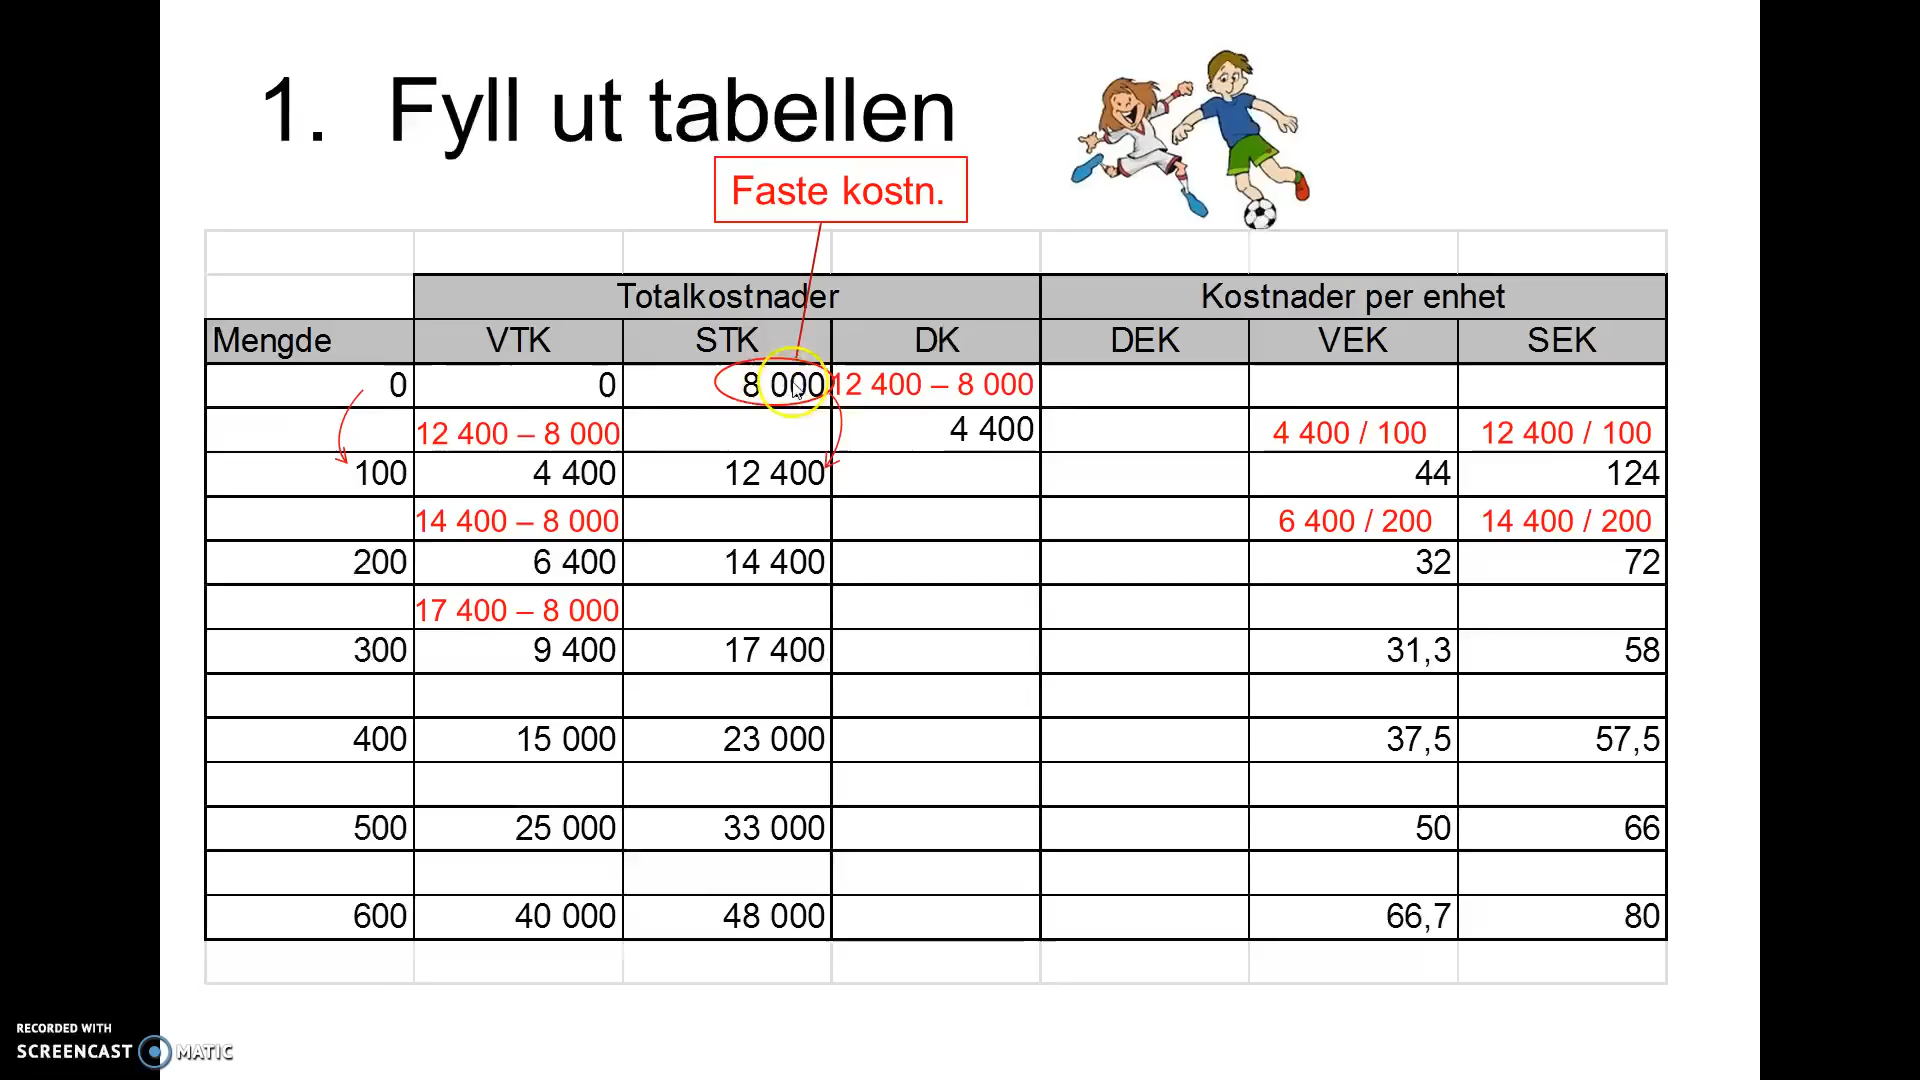 1. Fyll ut tabellen
Faste kostn.
Totalkostnader Kostnader per enhet
Mengde VTK STK DK DEK VEK SEK
0 0 8 000 12 400 – 8 000
12 400 – 8 000 4 400 4 400 / 100 12 400 / 100
100 4 400 12 400 44 124
14 400 – 8 000 6 400 / 200 14 400 / 200
200 6 400 14 400 32 72
17 400 – 8 000
300 9 400 17 400 31,3 58
400 15 000 23 000 37,5 57,5
500 25 000 33 000 50 66
600 40 000 48 000 66,7 80
RECORDED WITH
SCREENCAST MATIC